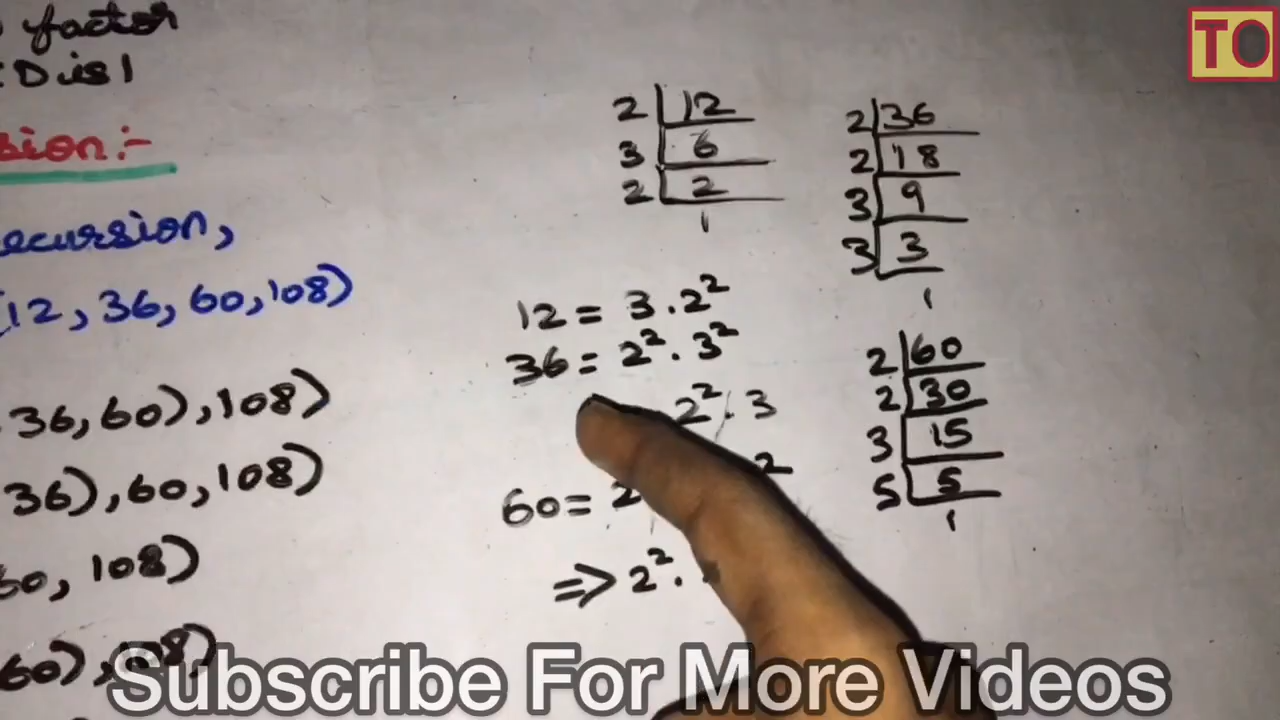 factor
D is 1
sion:-
ecursion,
(12, 36, 60, 108)
36, 60), 108)
36), 60, 108)
60, 108)
60), 108)
2 | 12
3 | 6
2 | 2
1
2 | 36
2 | 18
3 | 9
3 | 3
1
12 = 3 . 2²
36 = 2² . 3²
2² . 3
60 = 2
⇒ 2² .
2 | 60
2 | 30
3 | 15
5 | 5
1
TO
Subscribe For More Videos